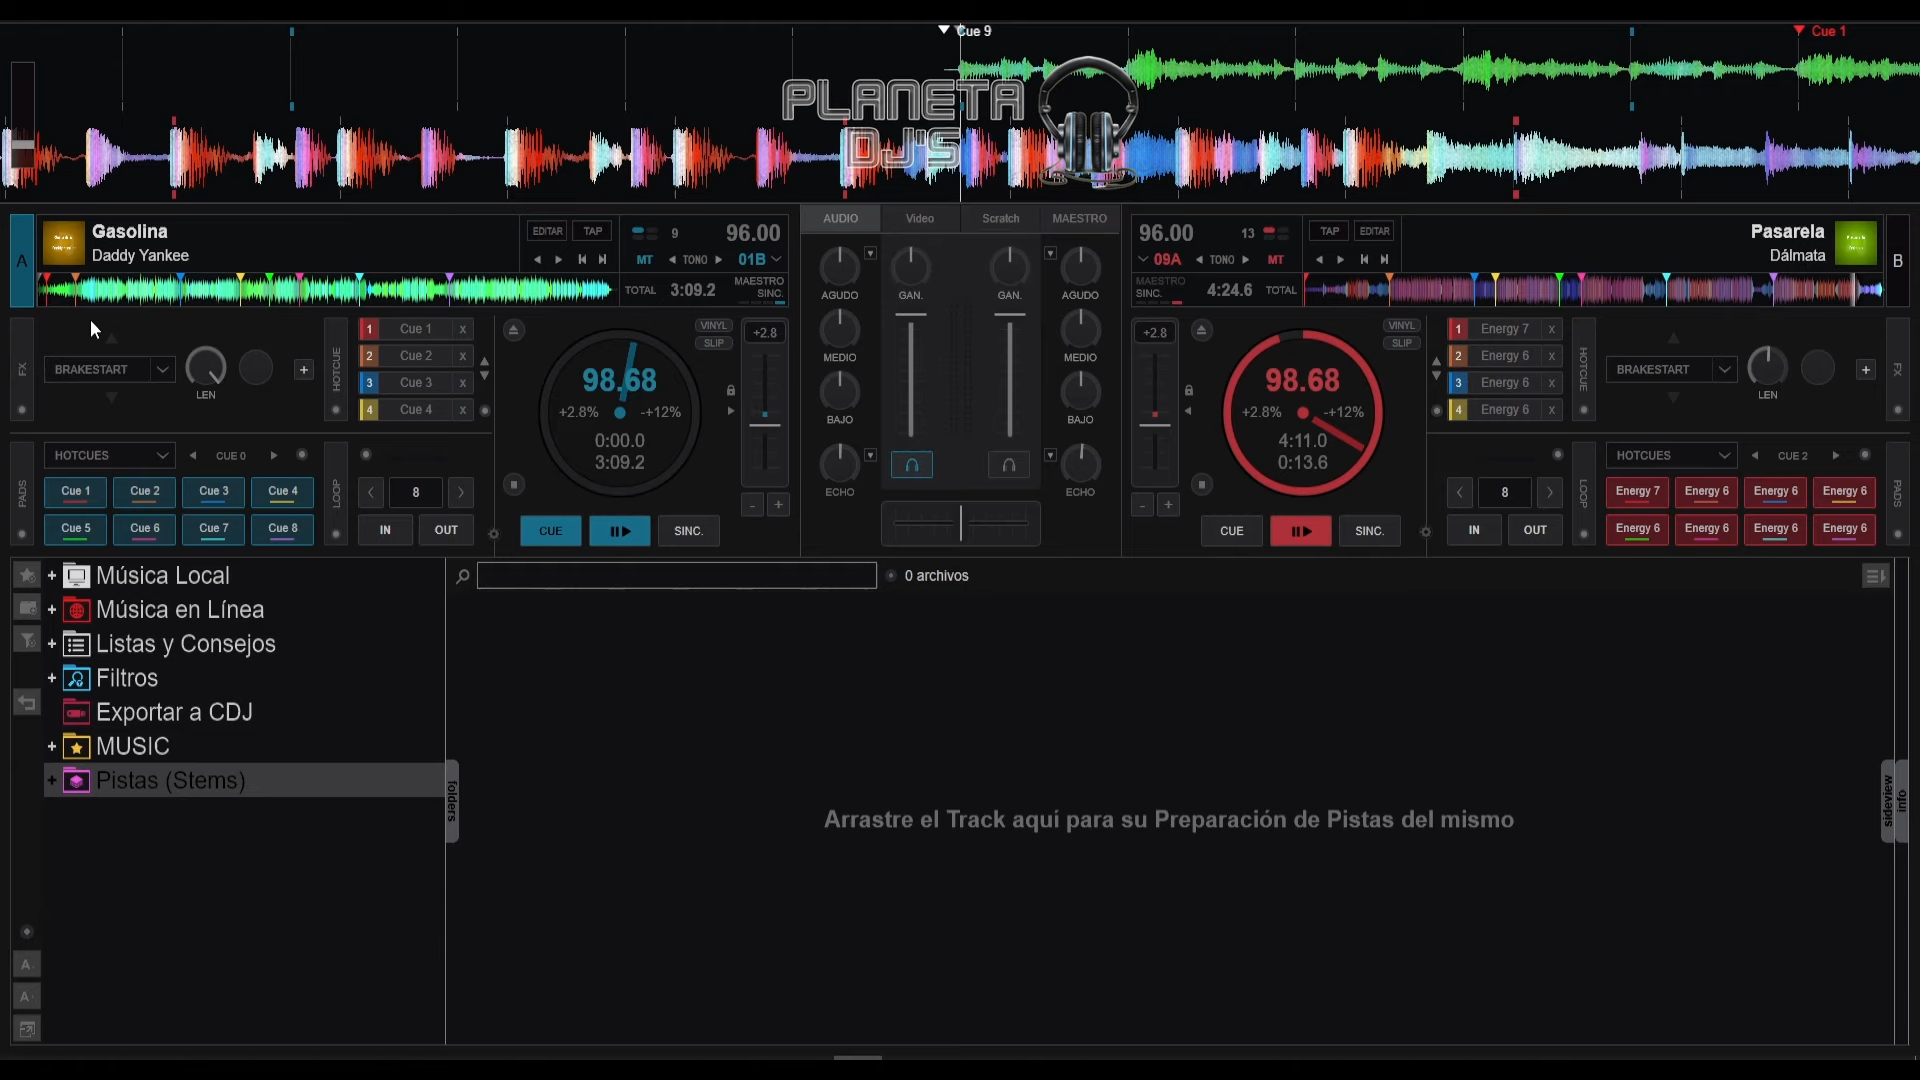 Cue 9
Cue 1
PLANETA
DJ'S
A
Gasolina
Daddy Yankee
EDITAR
TAP
9
96.00
MT
TONO
01B
TOTAL
3:09.2
MAESTRO
SINC.
AUDIO
Video
Scratch
MAESTRO
96.00
13
TAP
EDITAR
09A
TONO
MT
MAESTRO
SINC.
4:24.6
TOTAL
Pasarela
Dálmata
B
FX
BRAKESTART
LEN
+
HOTCUE
1 Cue 1 x
2 Cue 2 x
3 Cue 3 x
4 Cue 4 x
VINYL
SLIP
98.68
+2.8%
-+12%
0:00.0
3:09.2
+2.8
- +
AGUDO
GAN.
GAN.
AGUDO
MEDIO
MEDIO
BAJO
BAJO
ECHO
ECHO
+2.8
- +
VINYL
SLIP
98.68
+2.8%
-+12%
4:11.0
0:13.6
1 Energy 7 x
2 Energy 6 x
3 Energy 6 x
4 Energy 6 x
HOTCUE
BRAKESTART
LEN
+
FX
PADS
HOTCUES
CUE 0
Cue 1
Cue 2
Cue 3
Cue 4
Cue 5
Cue 6
Cue 7
Cue 8
LOOP
8
IN
OUT
CUE
SINC.
CUE
SINC.
8
IN
OUT
LOOP
HOTCUES
CUE 2
Energy 7
Energy 6
Energy 6
Energy 6
Energy 6
Energy 6
Energy 6
Energy 6
PADS
+ Música Local
+ Música en Línea
+ Listas y Consejos
+ Filtros
Exportar a CDJ
+ MUSIC
+ Pistas (Stems)
folders
0 archivos
Arrastre el Track aquí para su Preparación de Pistas del mismo
sideview
info
A
A